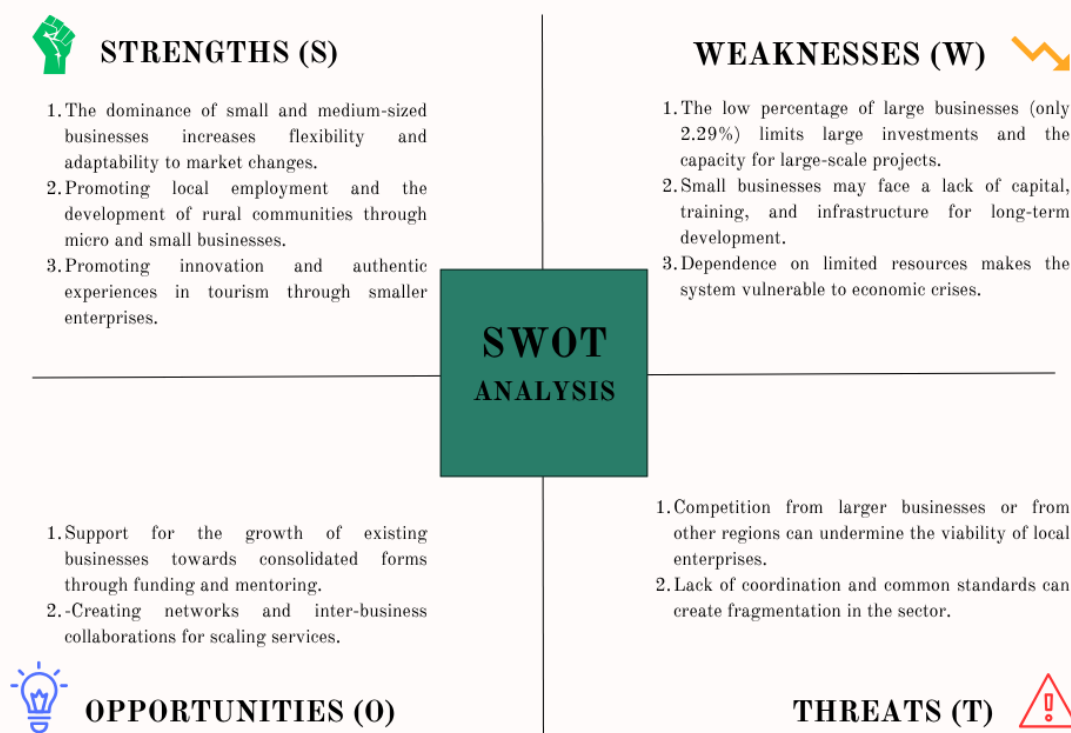 STRENGTHS (S)
1. The dominance of small and medium-sized
businesses increases flexibility and
adaptability to market changes.
2. Promoting local employment and the
development of rural communities through
micro and small businesses.
3. Promoting innovation and authentic
experiences in tourism through smaller
enterprises.
WEAKNESSES (W)
1. The low percentage of large businesses (only
2.29%) limits large investments and the
capacity for large-scale projects.
2. Small businesses may face a lack of capital,
training, and infrastructure for long-term
development.
3. Dependence on limited resources makes the
system vulnerable to economic crises.
SWOT
ANALYSIS
1. Support for the growth of existing
businesses towards consolidated forms
through funding and mentoring.
2. -Creating networks and inter-business
collaborations for scaling services.
OPPORTUNITIES (O)
1. Competition from larger businesses or from
other regions can undermine the viability of local
enterprises.
2. Lack of coordination and common standards can
create fragmentation in the sector.
THREATS (T)